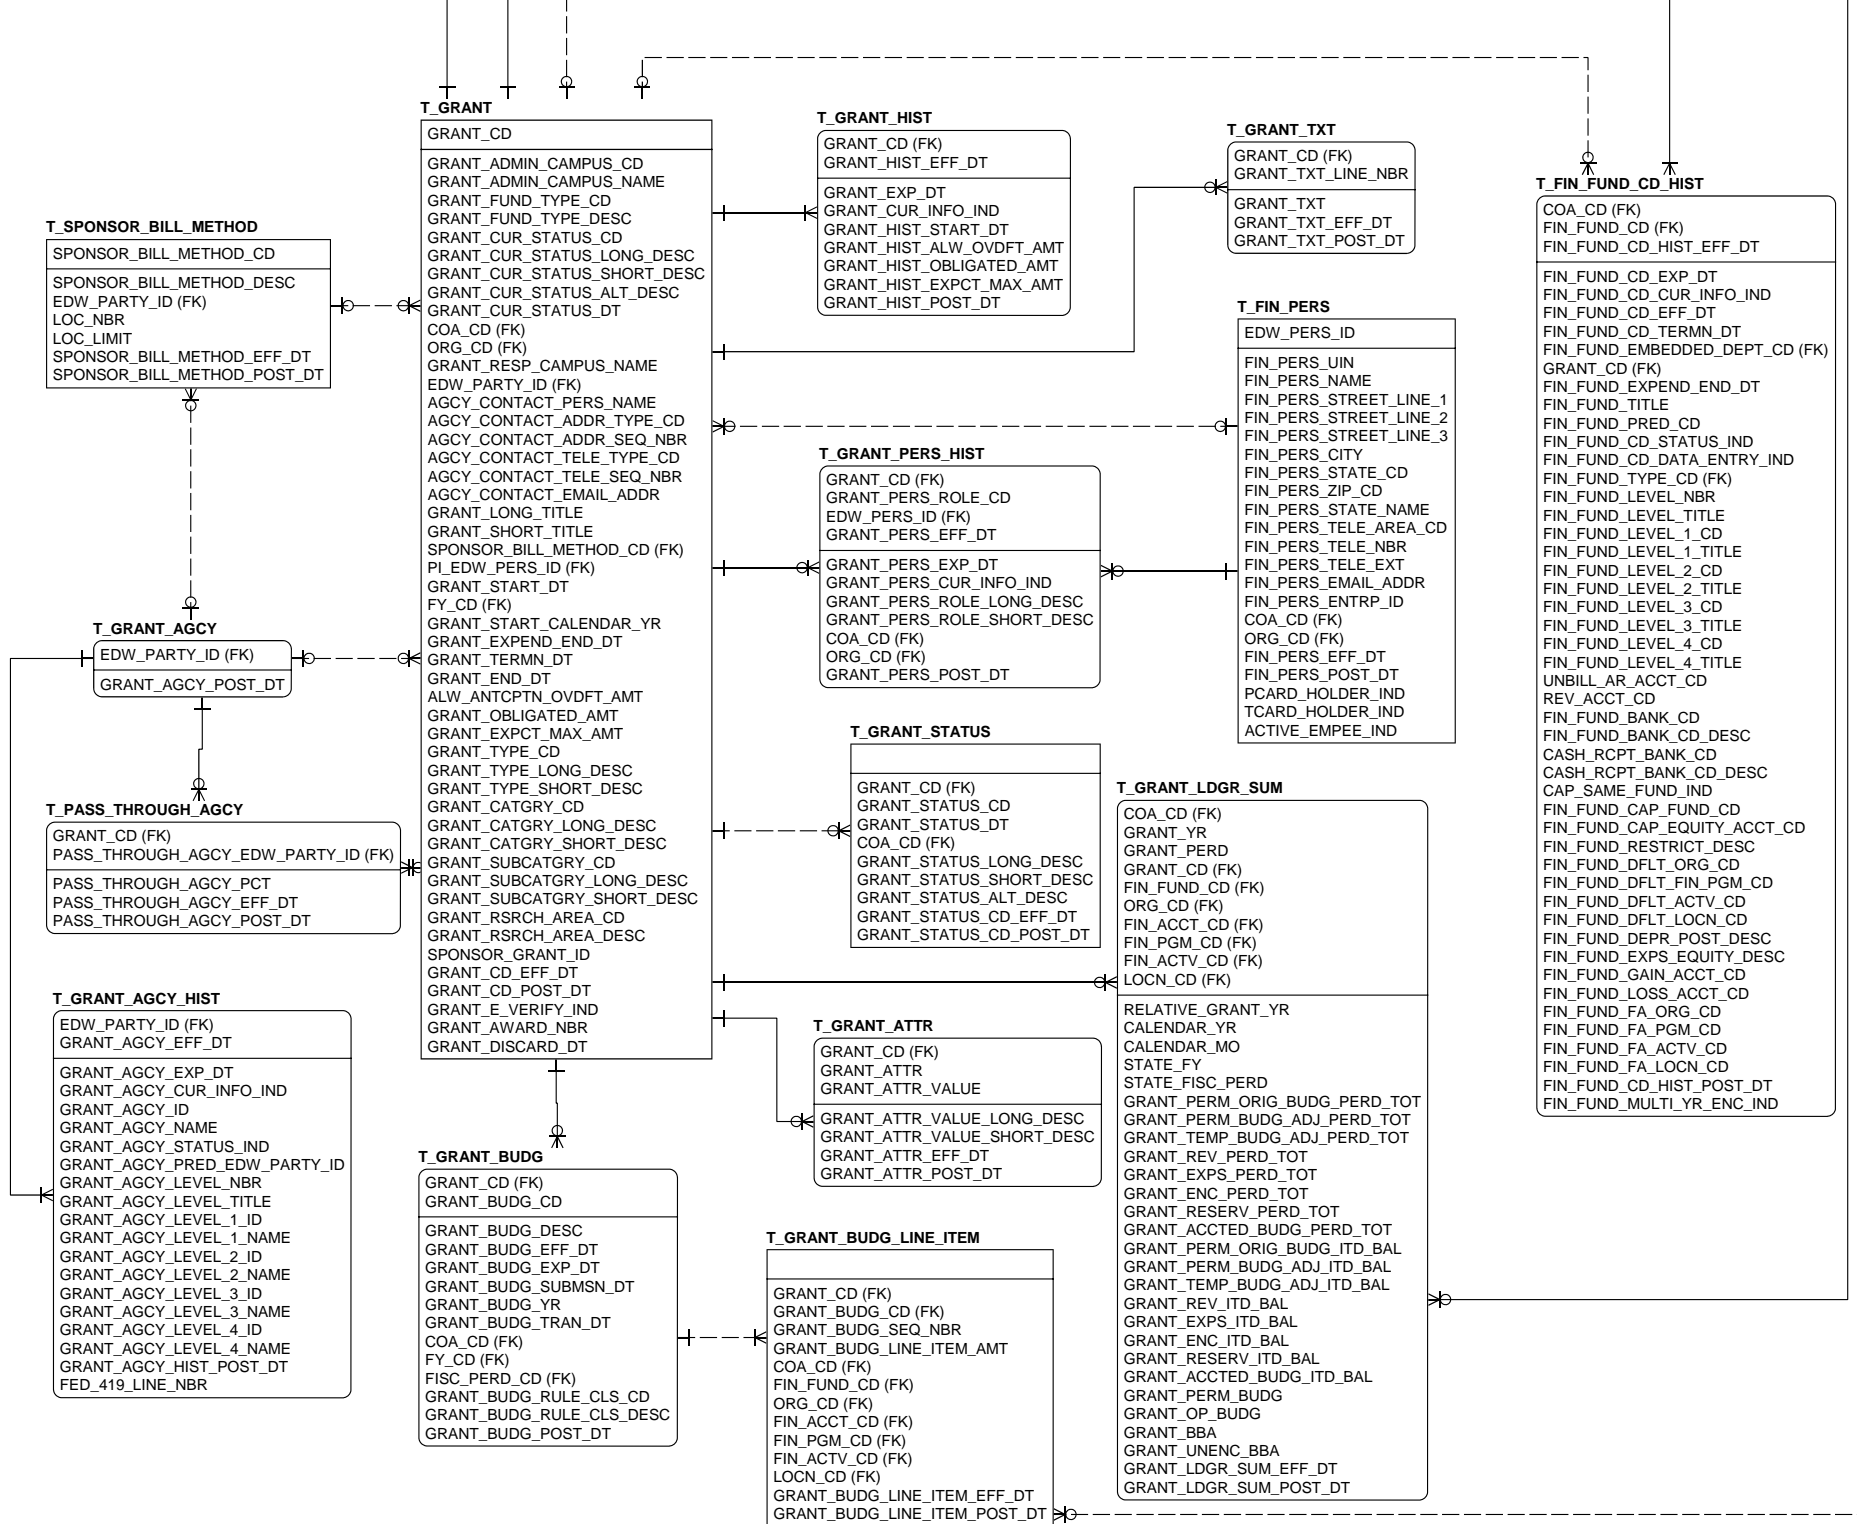 T_GRANT
GRANT_CD
GRANT_ADMIN_CAMPUS_CD
GRANT_ADMIN_CAMPUS_NAME
GRANT_FUND_TYPE_CD
GRANT_FUND_TYPE_DESC
GRANT_CUR_STATUS_CD
GRANT_CUR_STATUS_LONG_DESC
GRANT_CUR_STATUS_SHORT_DESC
GRANT_CUR_STATUS_ALT_DESC
GRANT_CUR_STATUS_DT
COA_CD (FK)
ORG_CD (FK)
GRANT_RESP_CAMPUS_NAME
EDW_PARTY_ID (FK)
AGCY_CONTACT_PERS_NAME
AGCY_CONTACT_ADDR_TYPE_CD
AGCY_CONTACT_ADDR_SEQ_NBR
AGCY_CONTACT_TELE_TYPE_CD
AGCY_CONTACT_TELE_SEQ_NBR
AGCY_CONTACT_EMAIL_ADDR
GRANT_LONG_TITLE
GRANT_SHORT_TITLE
SPONSOR_BILL_METHOD_CD (FK)
PI_EDW_PERS_ID (FK)
GRANT_START_DT
FY_CD (FK)
GRANT_START_CALENDAR_YR
GRANT_EXPEND_END_DT
GRANT_TERMN_DT
GRANT_END_DT
ALW_ANTCPTN_OVDFT_AMT
GRANT_OBLIGATED_AMT
GRANT_EXPCT_MAX_AMT
GRANT_TYPE_CD
GRANT_TYPE_LONG_DESC
GRANT_TYPE_SHORT_DESC
GRANT_CATGRY_CD
GRANT_CATGRY_LONG_DESC
GRANT_CATGRY_SHORT_DESC
GRANT_SUBCATGRY_CD
GRANT_SUBCATGRY_LONG_DESC
GRANT_SUBCATGRY_SHORT_DESC
GRANT_RSRCH_AREA_CD
GRANT_RSRCH_AREA_DESC
SPONSOR_GRANT_ID
GRANT_CD_EFF_DT
GRANT_CD_POST_DT
GRANT_E_VERIFY_IND
GRANT_AWARD_NBR
GRANT_DISCARD_DT
T_GRANT_HIST
GRANT_CD (FK)
GRANT_HIST_EFF_DT
GRANT_EXP_DT
GRANT_CUR_INFO_IND
GRANT_HIST_START_DT
GRANT_HIST_ALW_OVDFT_AMT
GRANT_HIST_OBLIGATED_AMT
GRANT_HIST_EXPCT_MAX_AMT
GRANT_HIST_POST_DT
T_GRANT_TXT
GRANT_CD (FK)
GRANT_TXT_LINE_NBR
GRANT_TXT
GRANT_TXT_EFF_DT
GRANT_TXT_POST_DT
T_FIN_FUND_CD_HIST
COA_CD (FK)
FIN_FUND_CD (FK)
FIN_FUND_CD_HIST_EFF_DT
FIN_FUND_CD_EXP_DT
FIN_FUND_CD_CUR_INFO_IND
FIN_FUND_CD_EFF_DT
FIN_FUND_CD_TERMN_DT
FIN_FUND_EMBEDDED_DEPT_CD (FK)
GRANT_CD (FK)
FIN_FUND_EXPEND_END_DT
FIN_FUND_TITLE
FIN_FUND_PRED_CD
FIN_FUND_CD_STATUS_IND
FIN_FUND_CD_DATA_ENTRY_IND
FIN_FUND_TYPE_CD (FK)
FIN_FUND_LEVEL_NBR
FIN_FUND_LEVEL_TITLE
FIN_FUND_LEVEL_1_CD
FIN_FUND_LEVEL_1_TITLE
FIN_FUND_LEVEL_2_CD
FIN_FUND_LEVEL_2_TITLE
FIN_FUND_LEVEL_3_CD
FIN_FUND_LEVEL_3_TITLE
FIN_FUND_LEVEL_4_CD
FIN_FUND_LEVEL_4_TITLE
UNBILL_AR_ACCT_CD
REV_ACCT_CD
FIN_FUND_BANK_CD
FIN_FUND_BANK_CD_DESC
CASH_RCPT_BANK_CD
CASH_RCPT_BANK_CD_DESC
CAP_SAME_FUND_IND
FIN_FUND_CAP_FUND_CD
FIN_FUND_CAP_EQUITY_ACCT_CD
FIN_FUND_RESTRICT_DESC
FIN_FUND_DFLT_ORG_CD
FIN_FUND_DFLT_FIN_PGM_CD
FIN_FUND_DFLT_ACTV_CD
FIN_FUND_DFLT_LOCN_CD
FIN_FUND_DEPR_POST_DESC
FIN_FUND_EXPS_EQUITY_DESC
FIN_FUND_GAIN_ACCT_CD
FIN_FUND_LOSS_ACCT_CD
FIN_FUND_FA_ORG_CD
FIN_FUND_FA_PGM_CD
FIN_FUND_FA_ACTV_CD
FIN_FUND_FA_LOCN_CD
FIN_FUND_CD_HIST_POST_DT
FIN_FUND_MULTI_YR_ENC_IND
T_SPONSOR_BILL_METHOD
SPONSOR_BILL_METHOD_CD
SPONSOR_BILL_METHOD_DESC
EDW_PARTY_ID (FK)
LOC_NBR
LOC_LIMIT
SPONSOR_BILL_METHOD_EFF_DT
SPONSOR_BILL_METHOD_POST_DT
T_FIN_PERS
EDW_PERS_ID
FIN_PERS_UIN
FIN_PERS_NAME
FIN_PERS_STREET_LINE_1
FIN_PERS_STREET_LINE_2
FIN_PERS_STREET_LINE_3
FIN_PERS_CITY
FIN_PERS_STATE_CD
FIN_PERS_ZIP_CD
FIN_PERS_STATE_NAME
FIN_PERS_TELE_AREA_CD
FIN_PERS_TELE_NBR
FIN_PERS_TELE_EXT
FIN_PERS_EMAIL_ADDR
FIN_PERS_ENTRP_ID
COA_CD (FK)
ORG_CD (FK)
FIN_PERS_EFF_DT
FIN_PERS_POST_DT
PCARD_HOLDER_IND
TCARD_HOLDER_IND
ACTIVE_EMPEE_IND
T_GRANT_PERS_HIST
GRANT_CD (FK)
GRANT_PERS_ROLE_CD
EDW_PERS_ID (FK)
GRANT_PERS_EFF_DT
GRANT_PERS_EXP_DT
GRANT_PERS_CUR_INFO_IND
GRANT_PERS_ROLE_LONG_DESC
GRANT_PERS_ROLE_SHORT_DESC
COA_CD (FK)
ORG_CD (FK)
GRANT_PERS_POST_DT
T_GRANT_AGCY
EDW_PARTY_ID (FK)
GRANT_AGCY_POST_DT
T_GRANT_STATUS
GRANT_CD (FK)
GRANT_STATUS_CD
GRANT_STATUS_DT
COA_CD (FK)
GRANT_STATUS_LONG_DESC
GRANT_STATUS_SHORT_DESC
GRANT_STATUS_ALT_DESC
GRANT_STATUS_CD_EFF_DT
GRANT_STATUS_CD_POST_DT
T_GRANT_LDGR_SUM
COA_CD (FK)
GRANT_YR
GRANT_PERD
GRANT_CD (FK)
FIN_FUND_CD (FK)
ORG_CD (FK)
FIN_ACCT_CD (FK)
FIN_PGM_CD (FK)
FIN_ACTV_CD (FK)
LOCN_CD (FK)
RELATIVE_GRANT_YR
CALENDAR_YR
CALENDAR_MO
STATE_FY
STATE_FISC_PERD
GRANT_PERM_ORIG_BUDG_PERD_TOT
GRANT_PERM_BUDG_ADJ_PERD_TOT
GRANT_TEMP_BUDG_ADJ_PERD_TOT
GRANT_REV_PERD_TOT
GRANT_EXPS_PERD_TOT
GRANT_ENC_PERD_TOT
GRANT_RESERV_PERD_TOT
GRANT_ACCTED_BUDG_PERD_TOT
GRANT_PERM_ORIG_BUDG_ITD_BAL
GRANT_PERM_BUDG_ADJ_ITD_BAL
GRANT_TEMP_BUDG_ADJ_ITD_BAL
GRANT_REV_ITD_BAL
GRANT_EXPS_ITD_BAL
GRANT_ENC_ITD_BAL
GRANT_RESERV_ITD_BAL
GRANT_ACCTED_BUDG_ITD_BAL
GRANT_PERM_BUDG
GRANT_OP_BUDG
GRANT_BBA
GRANT_UNENC_BBA
GRANT_LDGR_SUM_EFF_DT
GRANT_LDGR_SUM_POST_DT
T_PASS_THROUGH_AGCY
GRANT_CD (FK)
PASS_THROUGH_AGCY_EDW_PARTY_ID (FK)
PASS_THROUGH_AGCY_PCT
PASS_THROUGH_AGCY_EFF_DT
PASS_THROUGH_AGCY_POST_DT
T_GRANT_AGCY_HIST
EDW_PARTY_ID (FK)
GRANT_AGCY_EFF_DT
GRANT_AGCY_EXP_DT
GRANT_AGCY_CUR_INFO_IND
GRANT_AGCY_ID
GRANT_AGCY_NAME
GRANT_AGCY_STATUS_IND
GRANT_AGCY_PRED_EDW_PARTY_ID
GRANT_AGCY_LEVEL_NBR
GRANT_AGCY_LEVEL_TITLE
GRANT_AGCY_LEVEL_1_ID
GRANT_AGCY_LEVEL_1_NAME
GRANT_AGCY_LEVEL_2_ID
GRANT_AGCY_LEVEL_2_NAME
GRANT_AGCY_LEVEL_3_ID
GRANT_AGCY_LEVEL_3_NAME
GRANT_AGCY_LEVEL_4_ID
GRANT_AGCY_LEVEL_4_NAME
GRANT_AGCY_HIST_POST_DT
FED_419_LINE_NBR
T_GRANT_ATTR
GRANT_CD (FK)
GRANT_ATTR
GRANT_ATTR_VALUE
GRANT_ATTR_VALUE_LONG_DESC
GRANT_ATTR_VALUE_SHORT_DESC
GRANT_ATTR_EFF_DT
GRANT_ATTR_POST_DT
T_GRANT_BUDG
GRANT_CD (FK)
GRANT_BUDG_CD
GRANT_BUDG_DESC
GRANT_BUDG_EFF_DT
GRANT_BUDG_EXP_DT
GRANT_BUDG_SUBMSN_DT
GRANT_BUDG_YR
GRANT_BUDG_TRAN_DT
COA_CD (FK)
FY_CD (FK)
FISC_PERD_CD (FK)
GRANT_BUDG_RULE_CLS_CD
GRANT_BUDG_RULE_CLS_DESC
GRANT_BUDG_POST_DT
T_GRANT_BUDG_LINE_ITEM
GRANT_CD (FK)
GRANT_BUDG_CD (FK)
GRANT_BUDG_SEQ_NBR
GRANT_BUDG_LINE_ITEM_AMT
COA_CD (FK)
FIN_FUND_CD (FK)
ORG_CD (FK)
FIN_ACCT_CD (FK)
FIN_PGM_CD (FK)
FIN_ACTV_CD (FK)
LOCN_CD (FK)
GRANT_BUDG_LINE_ITEM_EFF_DT
GRANT_BUDG_LINE_ITEM_POST_DT